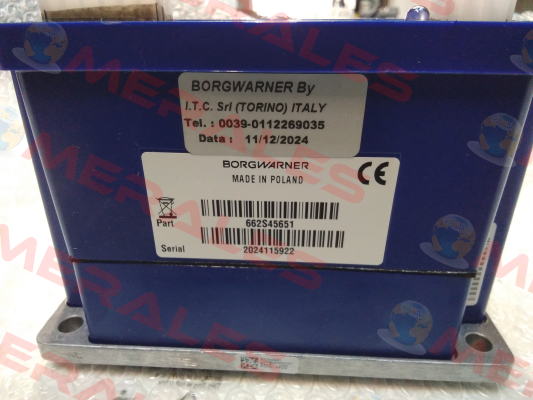 BORGWARNER By
I.T.C. Srl (TORINO) ITALY
Tel. : 0039-0112269035
Data : 11/12/2024
BORGWARNER
MADE IN POLAND
CE
Part
662S45651
Serial
2024115922
MERALES